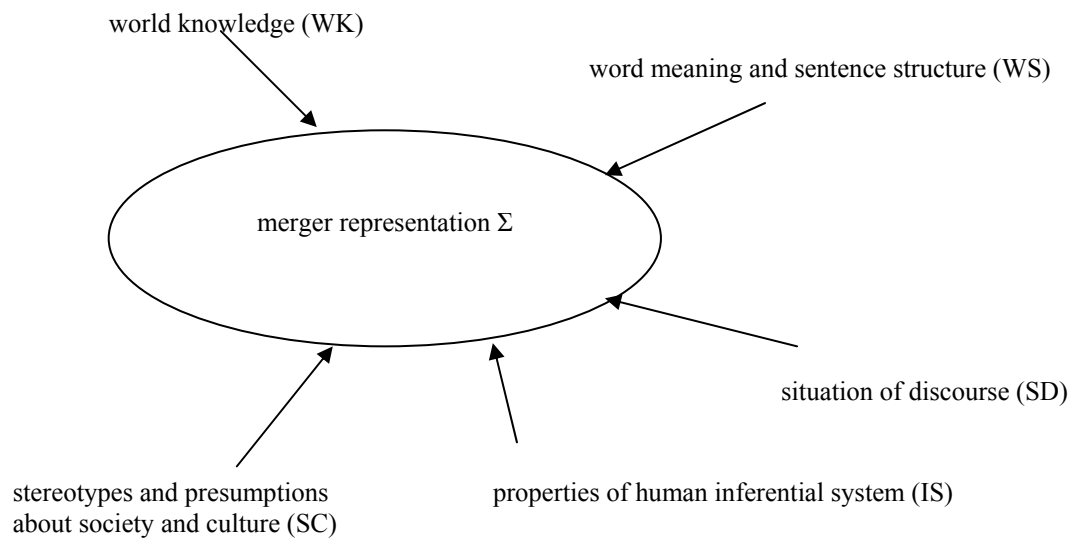 world knowledge (WK)
word meaning and sentence structure (WS)
merger representation Σ
situation of discourse (SD)
stereotypes and presumptions
about society and culture (SC)
properties of human inferential system (IS)